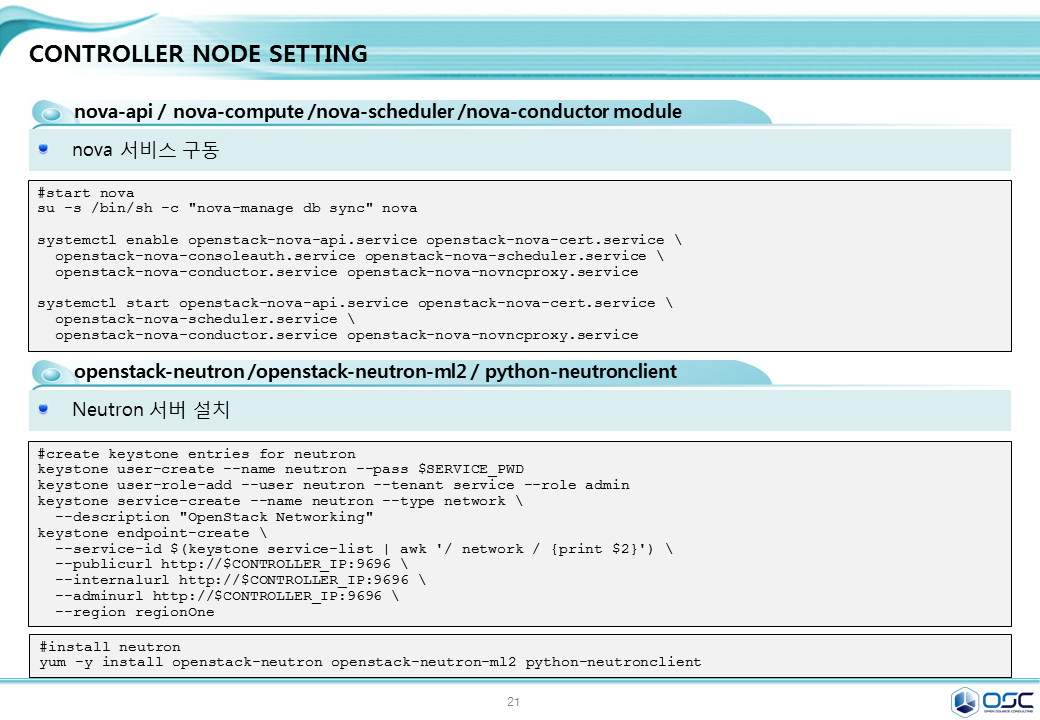 CONTROLLER NODE SETTING
nova-api / nova-compute /nova-scheduler /nova-conductor module
nova 서비스 구동
#start nova
su -s /bin/sh -c "nova-manage db sync" nova
systemctl enable openstack-nova-api.service openstack-nova-cert.service \
openstack-nova-consoleauth.service openstack-nova-scheduler.service \
openstack-nova-conductor.service openstack-nova-novncproxy.service
systemctl start openstack-nova-api.service openstack-nova-cert.service \
openstack-nova-scheduler.service \
openstack-nova-conductor.service openstack-nova-novncproxy.service
openstack-neutron /openstack-neutron-ml2 / python-neutronclient
Neutron 서버 설치
#create keystone entries for neutron
keystone user-create --name neutron --pass $SERVICE_PWD
keystone user-role-add --user neutron --tenant service --role admin
keystone service-create --name neutron --type network \
--description "OpenStack Networking"
keystone endpoint-create \
--service-id $(keystone service-list | awk '/ network / {print $2}') \
--publicurl http://$CONTROLLER_IP:9696 \
--internalurl http://$CONTROLLER_IP:9696 \
--adminurl http://$CONTROLLER_IP:9696 \
--region regionOne
#install neutron
yum -y install openstack-neutron openstack-neutron-ml2 python-neutronclient
21
OSC
OPEN SOURCE CONSULTING